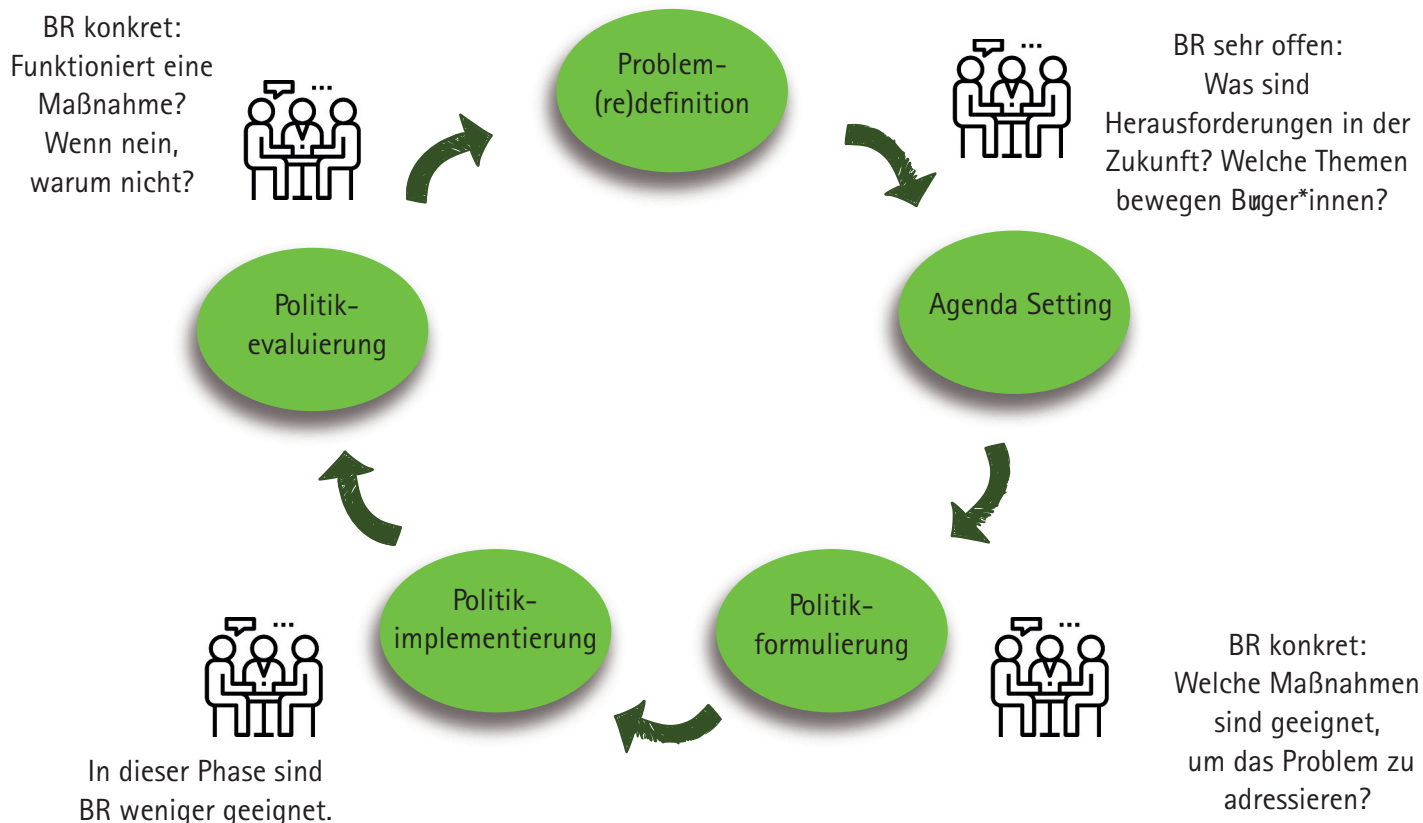 BR konkret:
Funktioniert eine
Maßnahme?
Wenn nein,
warum nicht?
Problem-
(re)definition
BR sehr offen:
Was sind
Herausforderungen in der
Zukunft? Welche Themen
bewegen Bürger*innen?
Agenda Setting
Politik-
formulierung
BR konkret:
Welche Maßnahmen
sind geeignet,
um das Problem zu
adressieren?
Politik-
implementierung
In dieser Phase sind
BR weniger geeignet.
Politik-
evaluierung